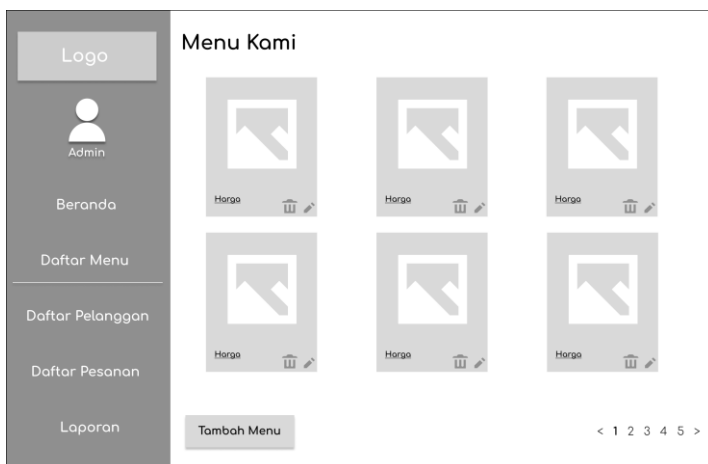 Logo
Admin
Beranda
Daftar Menu
Daftar Pelanggan
Daftar Pesanan
Laporan
Menu Kami
Harga Harga Harga
Harga Harga Harga
Tambah Menu
< 1 2 3 4 5 >